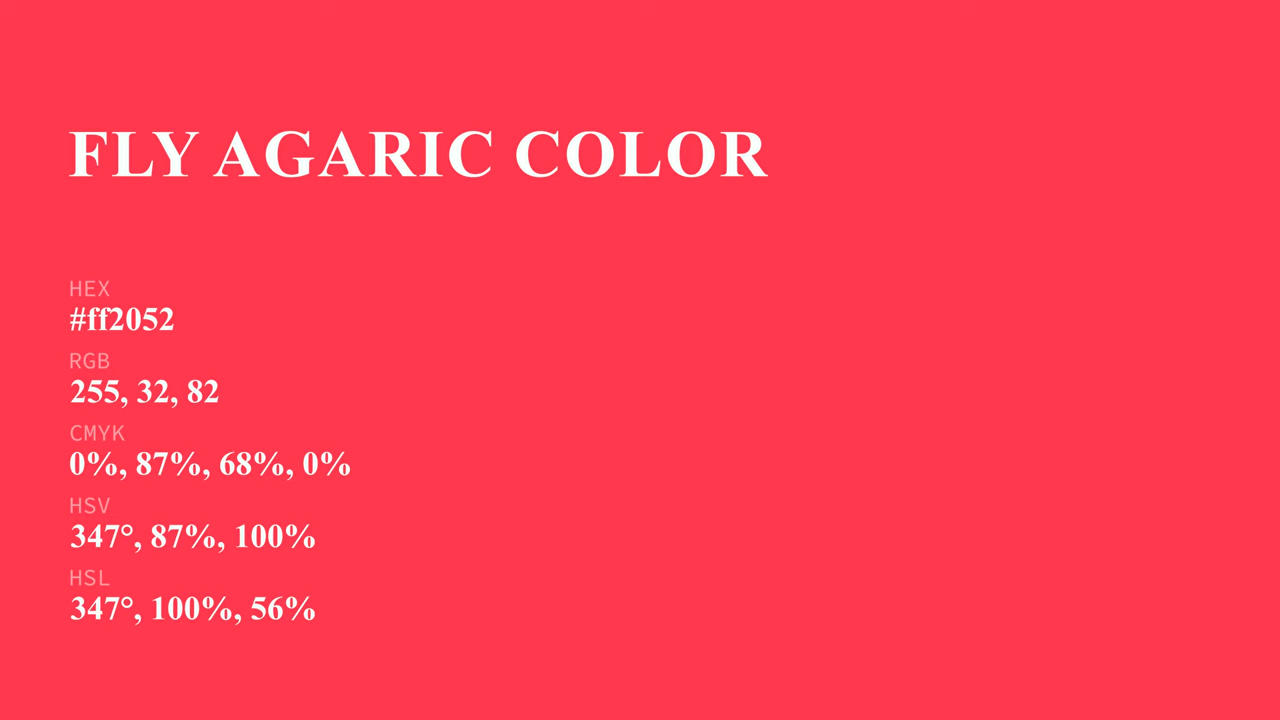 FLY AGARIC COLOR
HEX
#ff2052
RGB
255, 32, 82
CMYK
0%, 87%, 68%, 0%
HSV
347°, 87%, 100%
HSL
347°, 100%, 56%